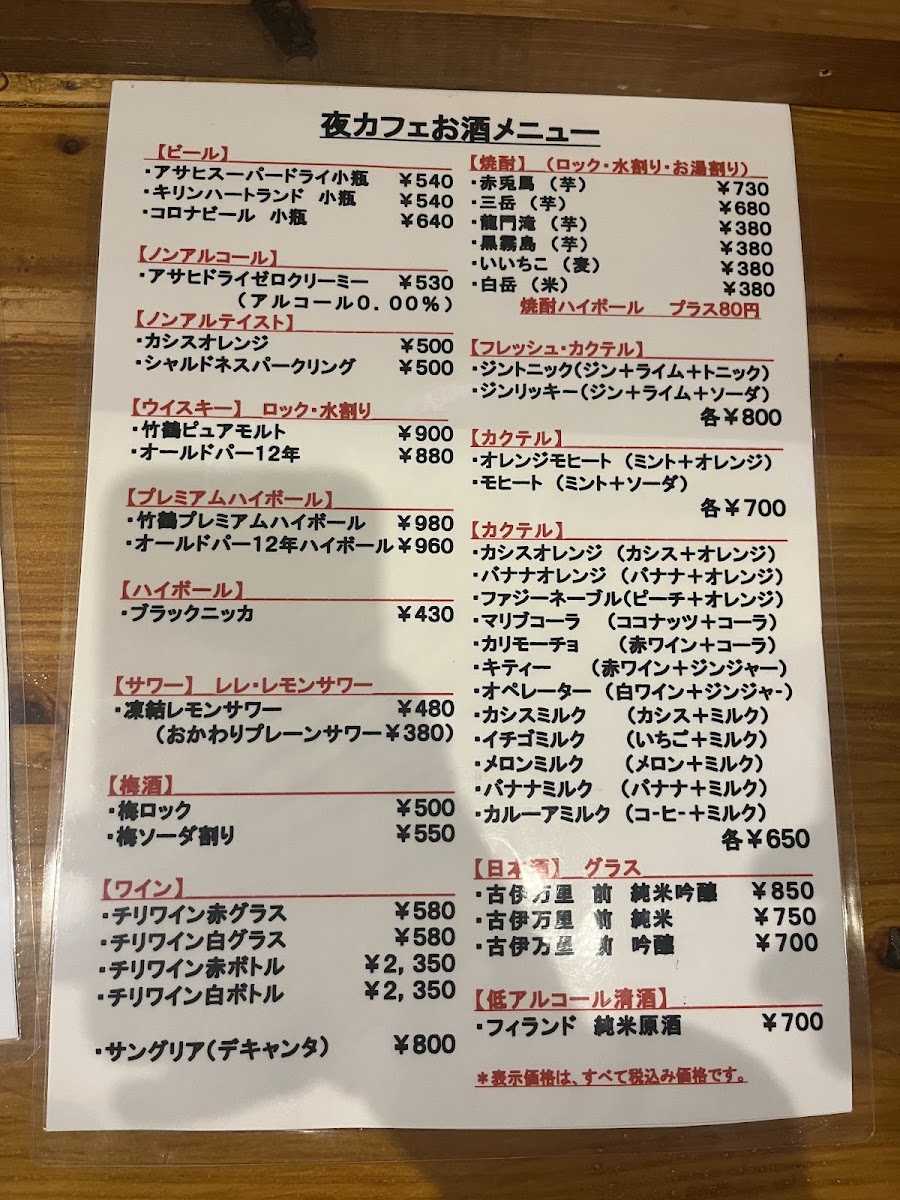 夜カフェお酒メニュー
【ビール】
・アサヒスーパードライ小瓶 ¥540
・キリンハートランド 小瓶 ¥540
・コロナビール 小瓶 ¥640
【ノンアルコール】
・アサヒドライゼロクリーミー ¥530
(アルコール0.00%)
【ノンアルテイスト】
・カシスオレンジ ¥500
・シャルドネスパークリング ¥500
【ウイスキー】 ロック・水割り
・竹鶴ピュアモルト ¥900
・オールドパー12年 ¥880
【プレミアムハイボール】
・竹鶴プレミアムハイボール ¥980
・オールドパー12年ハイボール ¥960
【ハイボール】
・ブラックニッカ ¥430
【サワー】 レレ・レモンサワー
・凍結レモンサワー ¥480
(おかわりプレーンサワー¥380)
【梅酒】
・梅ロック ¥500
・梅ソーダ割り ¥550
【ワイン】
・チリワイン赤グラス ¥580
・チリワイン白グラス ¥580
・チリワイン赤ボトル ¥2,350
・チリワイン白ボトル ¥2,350
・サングリア(デキャンタ) ¥800
【焼酎】 (ロック・水割り・お湯割り)
・赤兎馬 (芋) ¥730
・三岳 (芋) ¥680
・龍門滝 (芋) ¥380
・黒霧島 (芋) ¥380
・いいちこ (麦) ¥380
・白岳 (米) ¥380
焼酎ハイボール プラス80円
【フレッシュ・カクテル】
・ジントニック(ジン+ライム+トニック)
・ジンリッキー(ジン+ライム+ソーダ)
各¥800
【カクテル】
・オレンジモヒート (ミント+オレンジ)
・モヒート (ミント+ソーダ)
各¥700
【カクテル】
・カシスオレンジ (カシス+オレンジ)
・バナナオレンジ (バナナ+オレンジ)
・ファジーネーブル(ピーチ+オレンジ)
・マリブコーラ (ココナッツ+コーラ)
・カリモーチョ (赤ワイン+コーラ)
・キティー (赤ワイン+ジンジャー)
・オペレーター (白ワイン+ジンジャｰ)
・カシスミルク (カシス+ミルク)
・イチゴミルク (いちご+ミルク)
・メロンミルク (メロン+ミルク)
・バナナミルク (バナナ+ミルク)
・カルーアミルク (コｰヒｰ+ミルク)
各¥650
【日本酒】 グラス
・古伊万里 前 純米吟醸 ¥850
・古伊万里 前 純米 ¥750
・古伊万里 前 吟醸 ¥700
【低アルコール清酒】
・フィランド 純米原酒 ¥700
＊表示価格は、すべて税込み価格です。